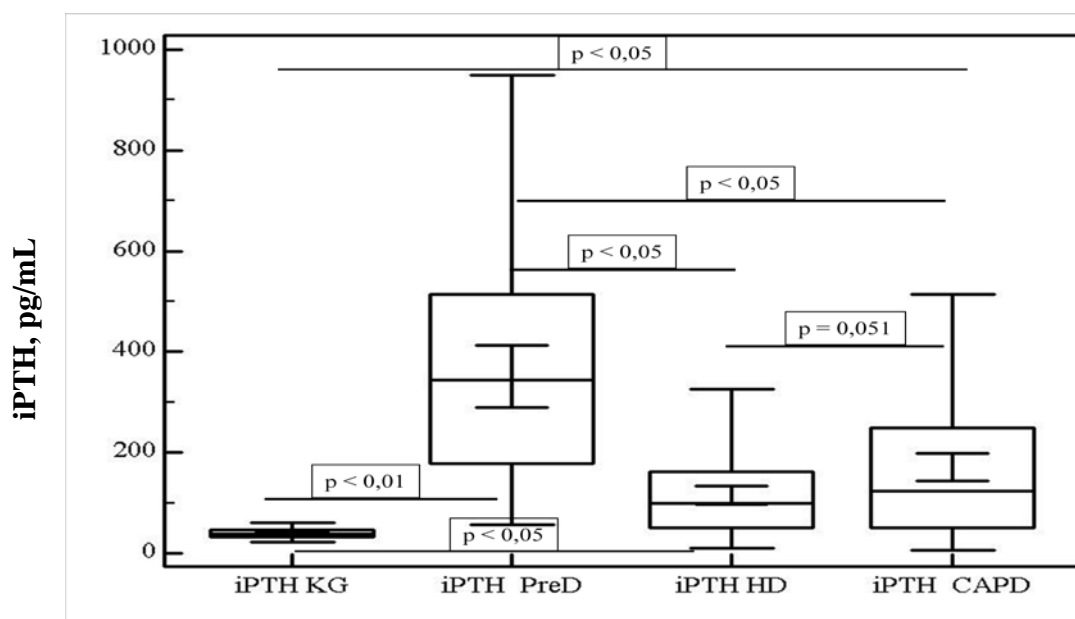 1000
p < 0,05
800
p < 0,05
600
p < 0,05
p = 0,051
400
200
p < 0,01
p < 0,05
0
iPTH, pg/mL
iPTH KG iPTH PreD iPTH HD iPTH CAPD